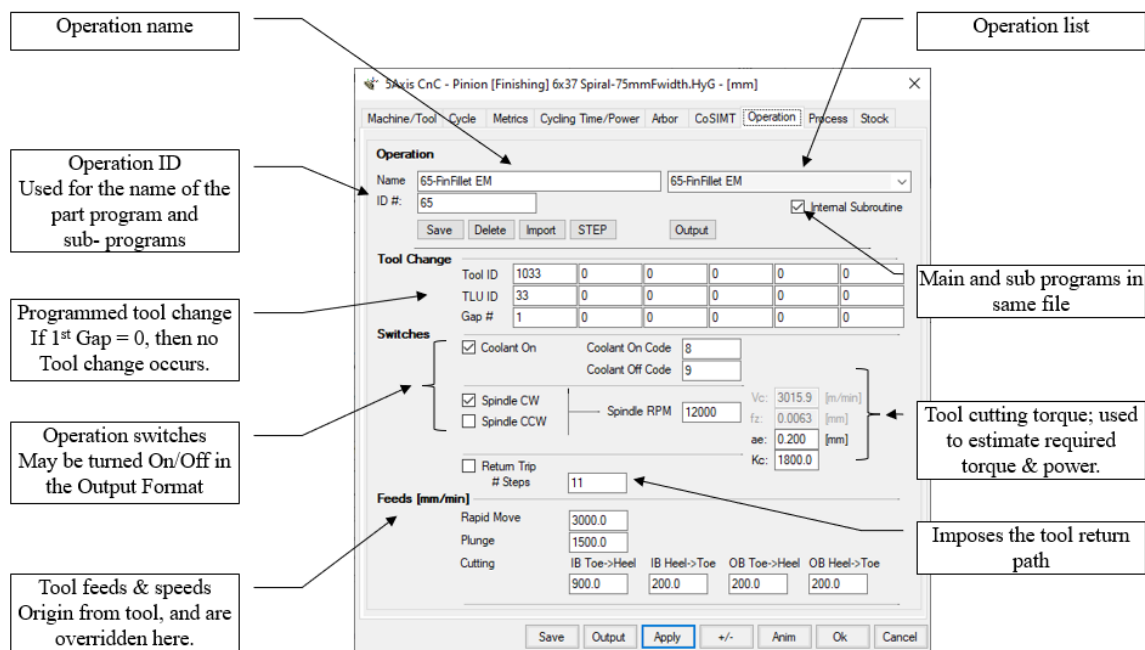 Operation name
Operation list
5Axis CnC - Pinion [Finishing] 6x37 Spiral-75mmFwidth.HyG - [mm]
Machine/Tool Cycle Metrics Cycling Time/Power Arbor CoSIMT Operation Process Stock
Operation
Name 65-FinFillet EM 65-FinFillet EM
ID #: 65
Internal Subroutine
Save Delete Import STEP Output
Operation ID
Used for the name of the
part program and
sub- programs
Tool Change
Tool ID 1033 0 0 0 0 0
TLU ID 33 0 0 0 0 0
Gap # 1 0 0 0 0 0
Main and sub programs in
same file
Programmed tool change
If 1st Gap = 0, then no
Tool change occurs.
Switches
Coolant On Coolant On Code 8
Coolant Off Code 9
Spindle CW
Spindle CCW
Spindle RPM 12000
Vc: 3015.9 [m/min]
fz: 0.0063 [mm]
ae: 0.200 [mm]
Kc: 1800.0
Tool cutting torque; used
to estimate required
torque & power.
Operation switches
May be turned On/Off in
the Output Format
Return Trip
# Steps 11
Imposes the tool return
path
Feeds [mm/min]
Rapid Move 3000.0
Plunge 1500.0
Cutting IB Toe->Heel IB Heel->Toe OB Toe->Heel OB Heel->Toe
900.0 200.0 200.0 200.0
Tool feeds & speeds
Origin from tool, and are
overridden here.
Save Output Apply +/- Anim Ok Cancel